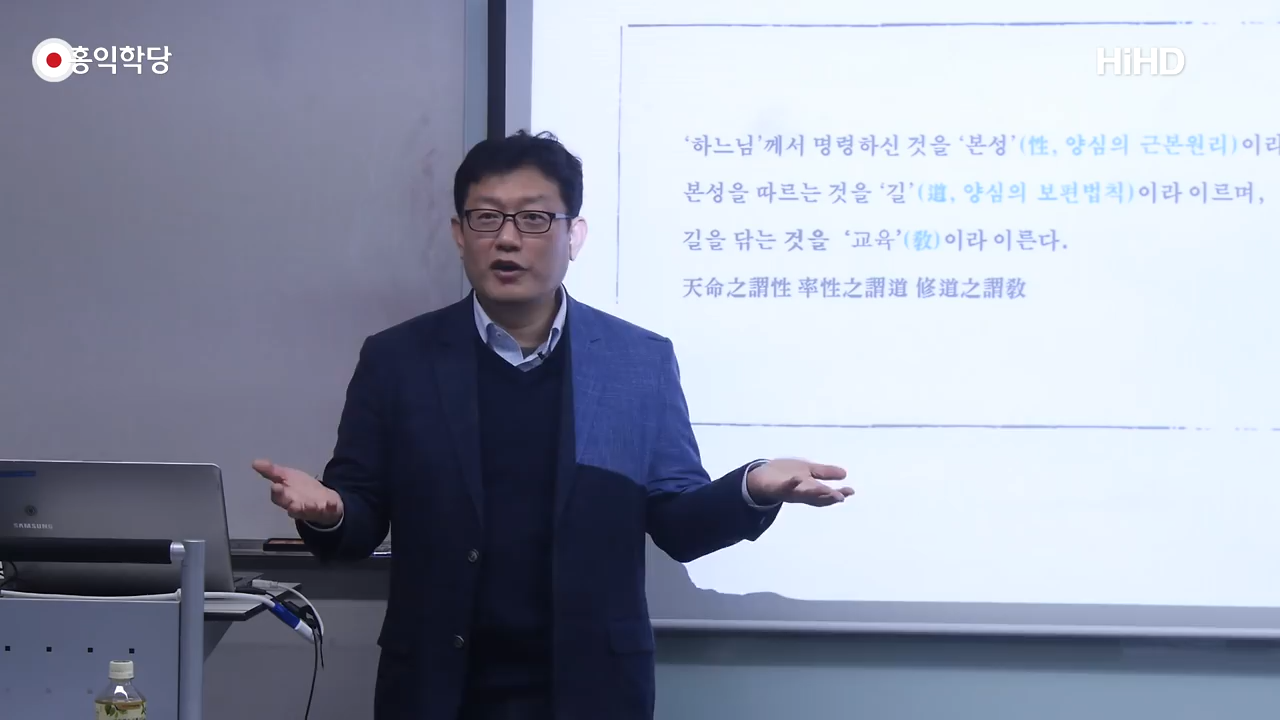 홍익학당
HiHD
‘하느님’께서 명령하신 것을 ‘본성’(性, 양심의 근본원리)이라
본성을 따르는 것을 ‘길’(道, 양심의 보편법칙)이라 이르며,
길을 닦는 것을 ‘교육’(敎)이라 이른다.
天命之謂性 率性之謂道 修道之謂敎
SAMSUNG